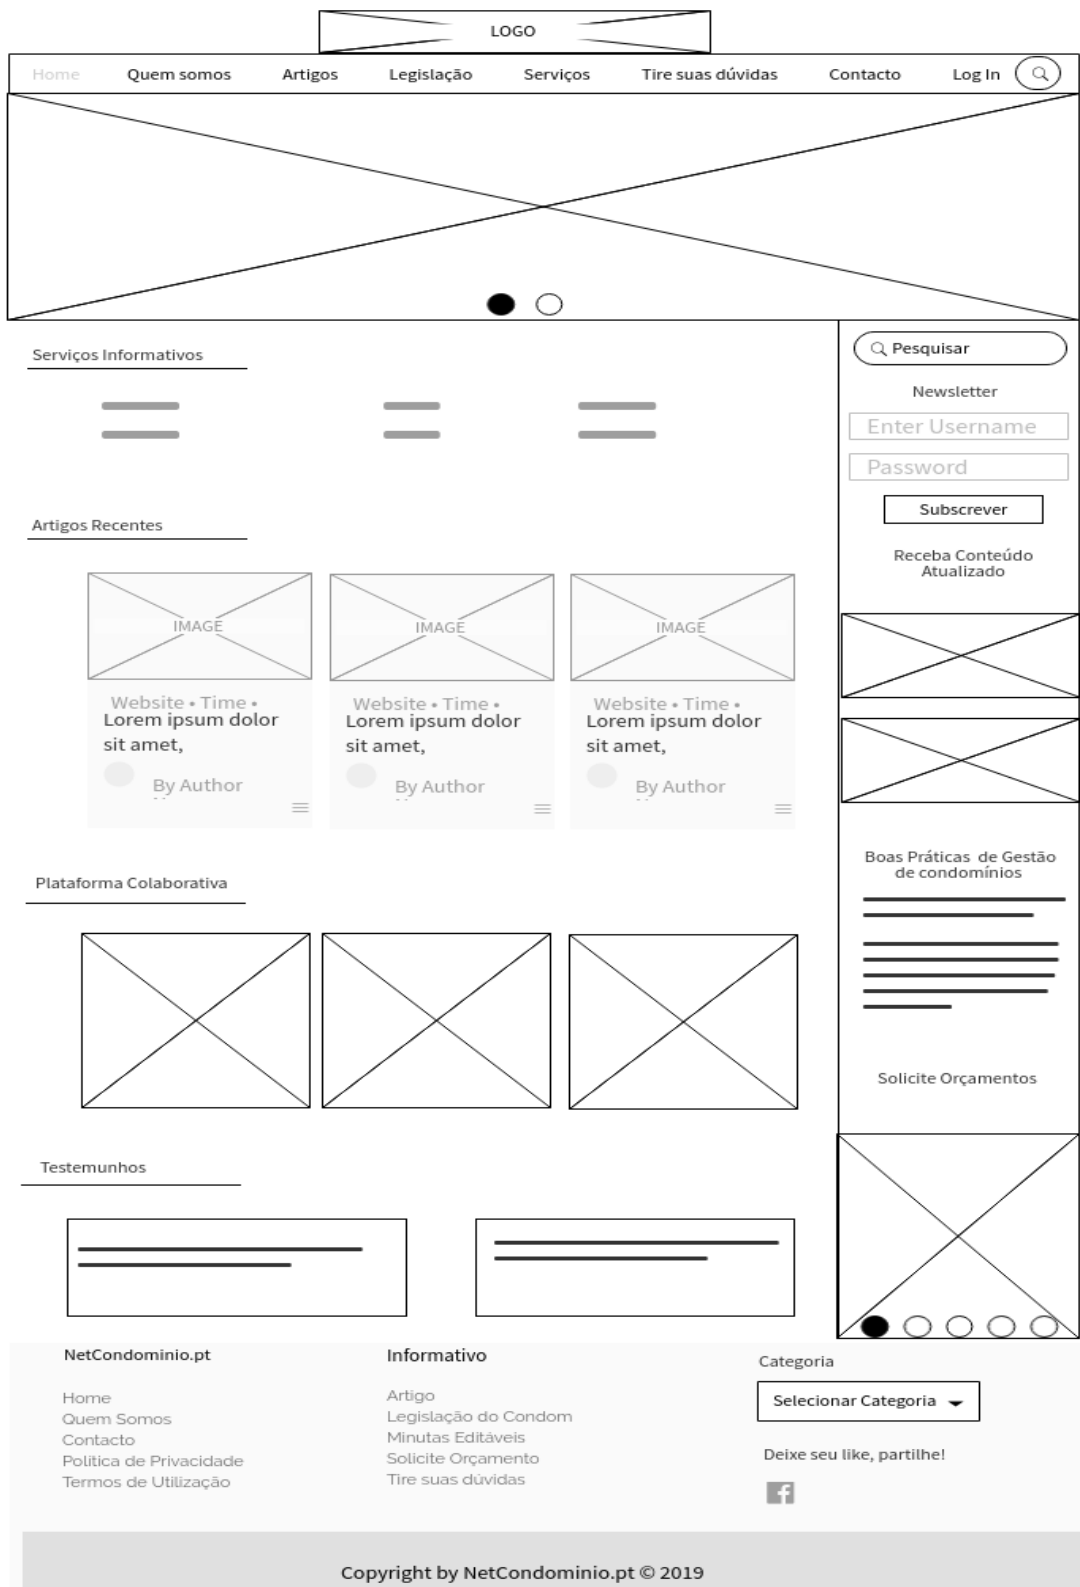 LOGO
Home Quem somos Artigos Legislação Serviços Tire suas dúvidas Contacto Log In
Serviços Informativos
Artigos Recentes
IMAGE
Website • Time •
Lorem ipsum dolor
sit amet,
By Author
IMAGE
Website • Time •
Lorem ipsum dolor
sit amet,
By Author
IMAGE
Website • Time •
Lorem ipsum dolor
sit amet,
By Author
Plataforma Colaborativa
Testemunhos
Pesquisar
Newsletter
Enter Username
Password
Subscrever
Receba Conteúdo
Atualizado
Boas Práticas de Gestão
de condomínios
Solicite Orçamentos
NetCondominio.pt
Home
Quem Somos
Contacto
Politica de Privacidade
Termos de Utilização
Informativo
Artigo
Legislação do Condom
Minutas Editáveis
Solicite Orçamento
Tire suas dúvidas
Categoria
Selecionar Categoria
Deixe seu like, partilhe!
Copyright by NetCondominio.pt © 2019